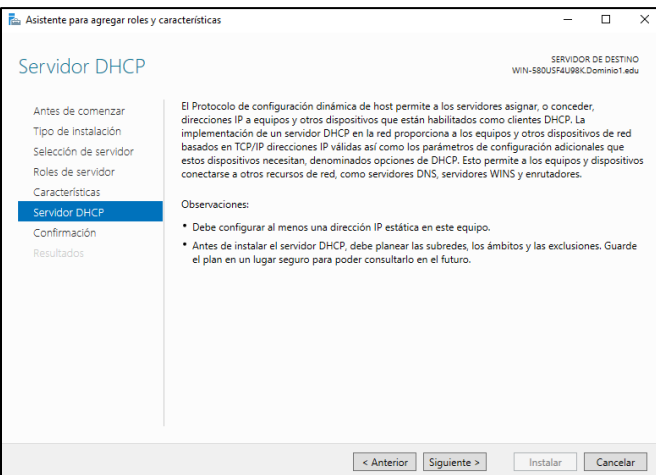 Asistente para agregar roles y características
Servidor DHCP
SERVIDOR DE DESTINO
WIN-580USF4U98K.Dominio1.edu
Antes de comenzar
Tipo de instalación
Selección de servidor
Roles de servidor
Características
Servidor DHCP
Confirmación
Resultados
El Protocolo de configuración dinámica de host permite a los servidores asignar, o conceder,
direcciones IP a equipos y otros dispositivos que están habilitados como clientes DHCP. La
implementación de un servidor DHCP en la red proporciona a los equipos y otros dispositivos de red
basados en TCP/IP direcciones IP válidas así como los parámetros de configuración adicionales que
estos dispositivos necesitan, denominados opciones de DHCP. Esto permite a los equipos y dispositivos
conectarse a otros recursos de red, como servidores DNS, servidores WINS y enrutadores.
Observaciones:
• Debe configurar al menos una dirección IP estática en este equipo.
• Antes de instalar el servidor DHCP, debe planear las subredes, los ámbitos y las exclusiones. Guarde
el plan en un lugar seguro para poder consultarlo en el futuro.
< Anterior Siguiente > Instalar Cancelar